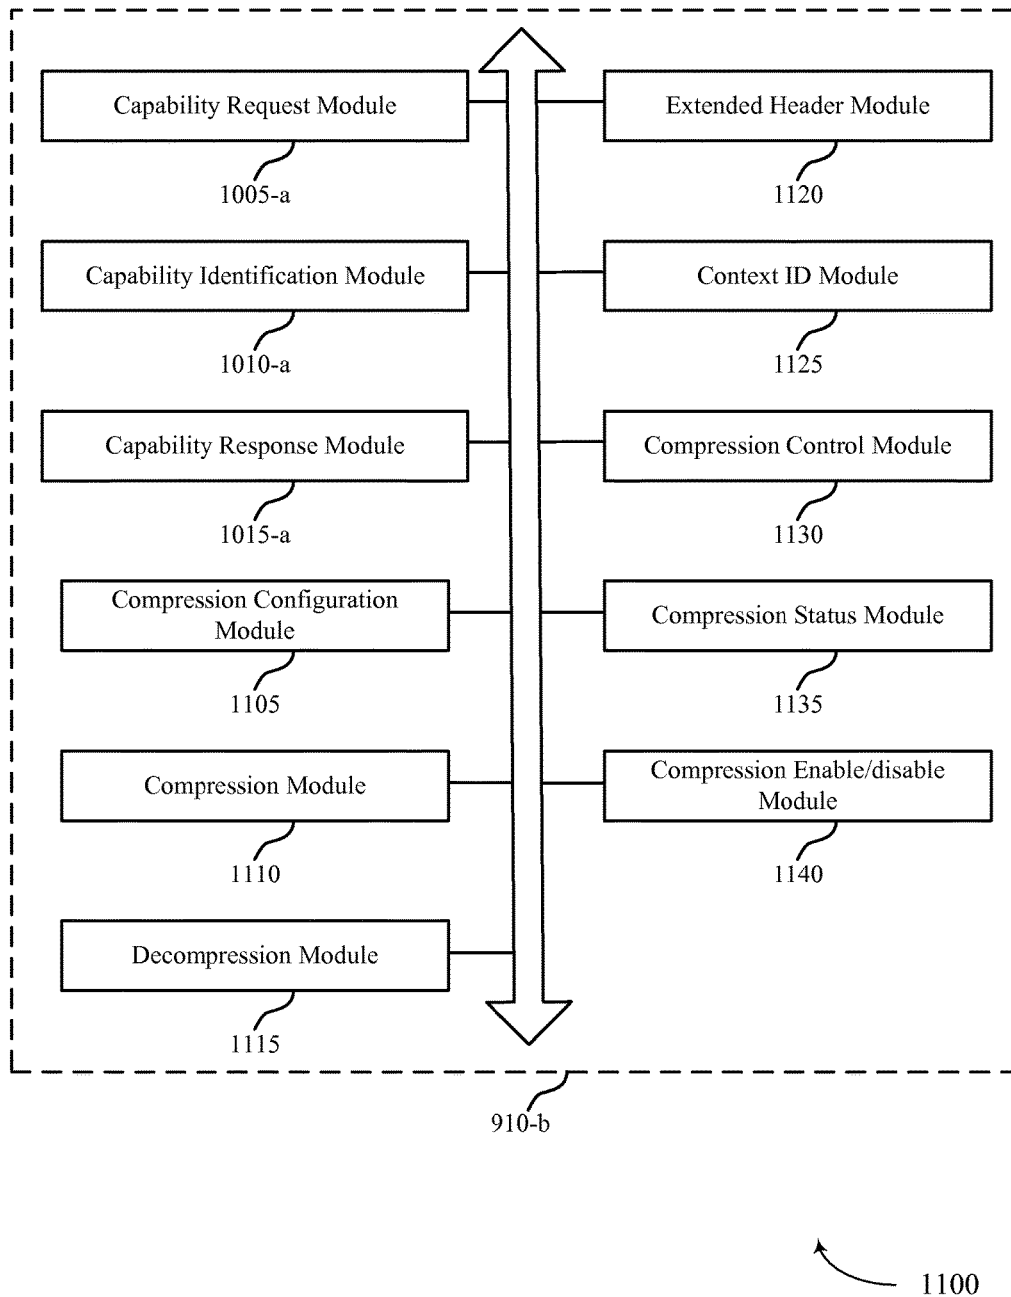 Capability Request Module
1005-a
Capability Identification Module
1010-a
Capability Response Module
1015-a
Compression Configuration
Module
1105
Compression Module
1110
Decompression Module
1115
Extended Header Module
1120
Context ID Module
1125
Compression Control Module
1130
Compression Status Module
1135
Compression Enable/disable
Module
1140
910-b
1100